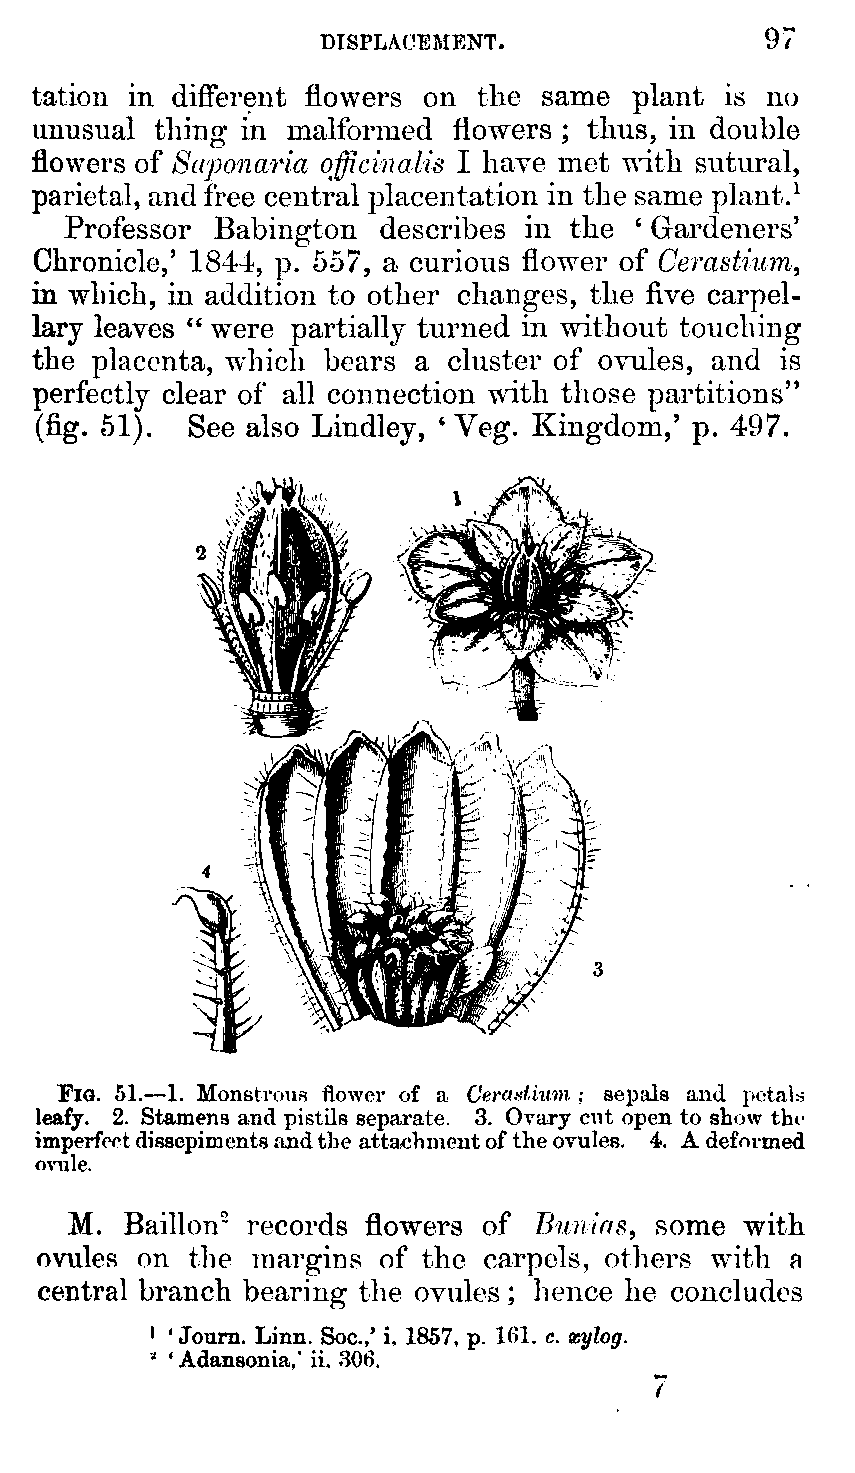 DISPLACEMENT. 97
tation in different flowers on the same plant is no
unusual thing in malformed flowers; thus, in double
flowers of Saponaria officinalis I have met with sutural,
parietal, and free central placentation in the same plant.¹
Professor Babington describes in the ‘Gardeners’
Chronicle,’ 1844, p. 557, a curious flower of Cerastium,
in which, in addition to other changes, the five carpel-
lary leaves “were partially turned in without touching
the placenta, which bears a cluster of ovules, and is
perfectly clear of all connection with those partitions”
(fig. 51). See also Lindley, ‘Veg. Kingdom,’ p. 497.
1
2
4
3
FIG. 51.—1. Monstrous flower of a Cerastium; sepals and petals
leafy. 2. Stamens and pistils separate. 3. Ovary cut open to show the
imperfect dissepiments and the attachment of the ovules. 4. A deformed
ovule.
M. Baillon² records flowers of Bunias, some with
ovules on the margins of the carpels, others with a
central branch bearing the ovules; hence he concludes
¹ ‘Journ. Linn. Soc.,’ i, 1857, p. 161. c. xylog.
² ‘Adansonia,’ ii. 306.
7